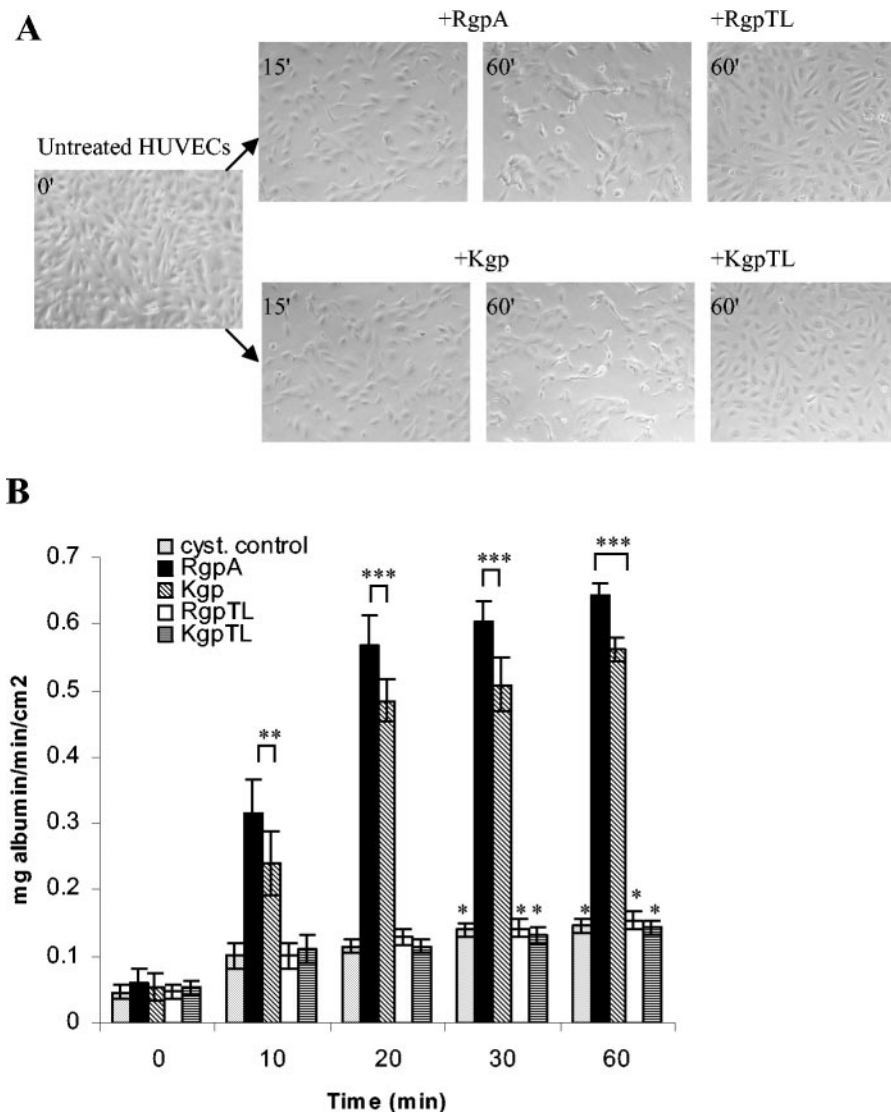 A
+RgpA
+RgpTL
15'
60'
60'
Untreated HUVECs
0'
+Kgp
+KgpTL
15'
60'
60'
B
cyst. control
RgpA
Kgp
RgpTL
KgpTL
mg albumin/min/cm2
0.7
0.6
0.5
0.4
0.3
0.2
0.1
0
**
***
***
***
* * *
* * *
0 10 20 30 60
Time (min)